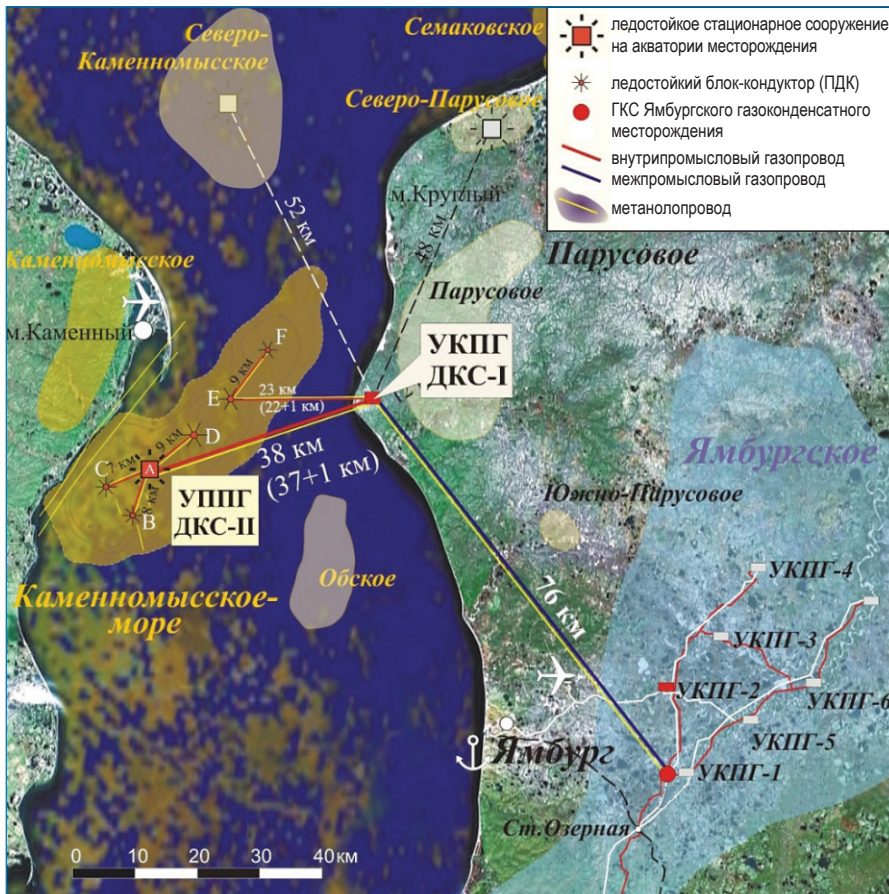 Северо-
Каменномысское
Семаковское
ледостойкое стационарное сооружение
на акватории месторождения
ледостойкий блок-кондуктор (ПДК)
ГКС Ямбургского газоконденсатного
месторождения
внутрипромысловый газопровод
межпромысловый газопровод
метанолопровод
Северо-Парусовое
м.Круглый
52 км
48 км
Парусовое
Парусовое
Каменномысское
м.Каменный
УКПГ
ДКС-I
F
9 км
E
23 км
(22+1 км)
D
9 км
C
7 км
A
38 км
(37+1 км)
8 км
B
УППГ
ДКС-II
Ямбургское
Южно-Парусовое
Обское
Каменномысское-
море
76 км
УКПГ-4
УКПГ-3
УКПГ-2
УКПГ-6
УКПГ-5
Ямбург
УКПГ-1
Ст.Озерная
0 10 20 30 40 км